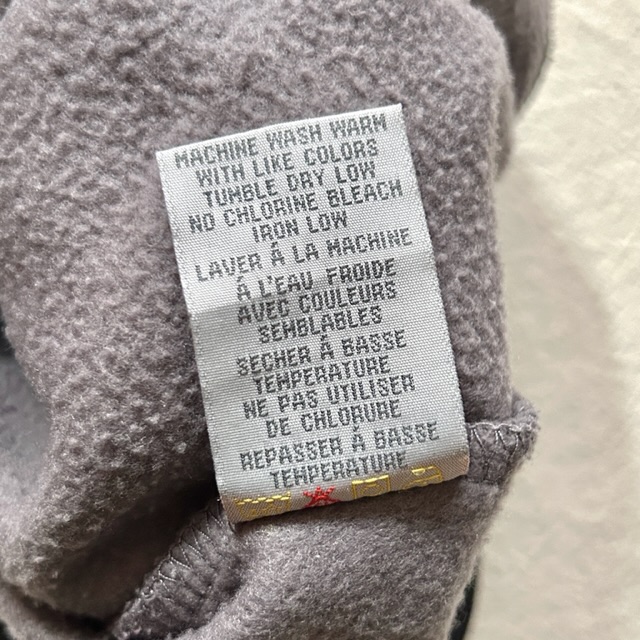 MACHINE WASH WARM
WITH LIKE COLORS
TUMBLE DRY LOW
NO CHLORINE BLEACH
IRON LOW
LAVER Á LA MACHINE
Á L'EAU FROIDE
AVEC COULEURS
SEMBLABLES
SECHER Á BASSE
TEMPERATURE
NE PAS UTILISER
DE CHLORURE
REPASSER Á BASSE
TEMPERATURE